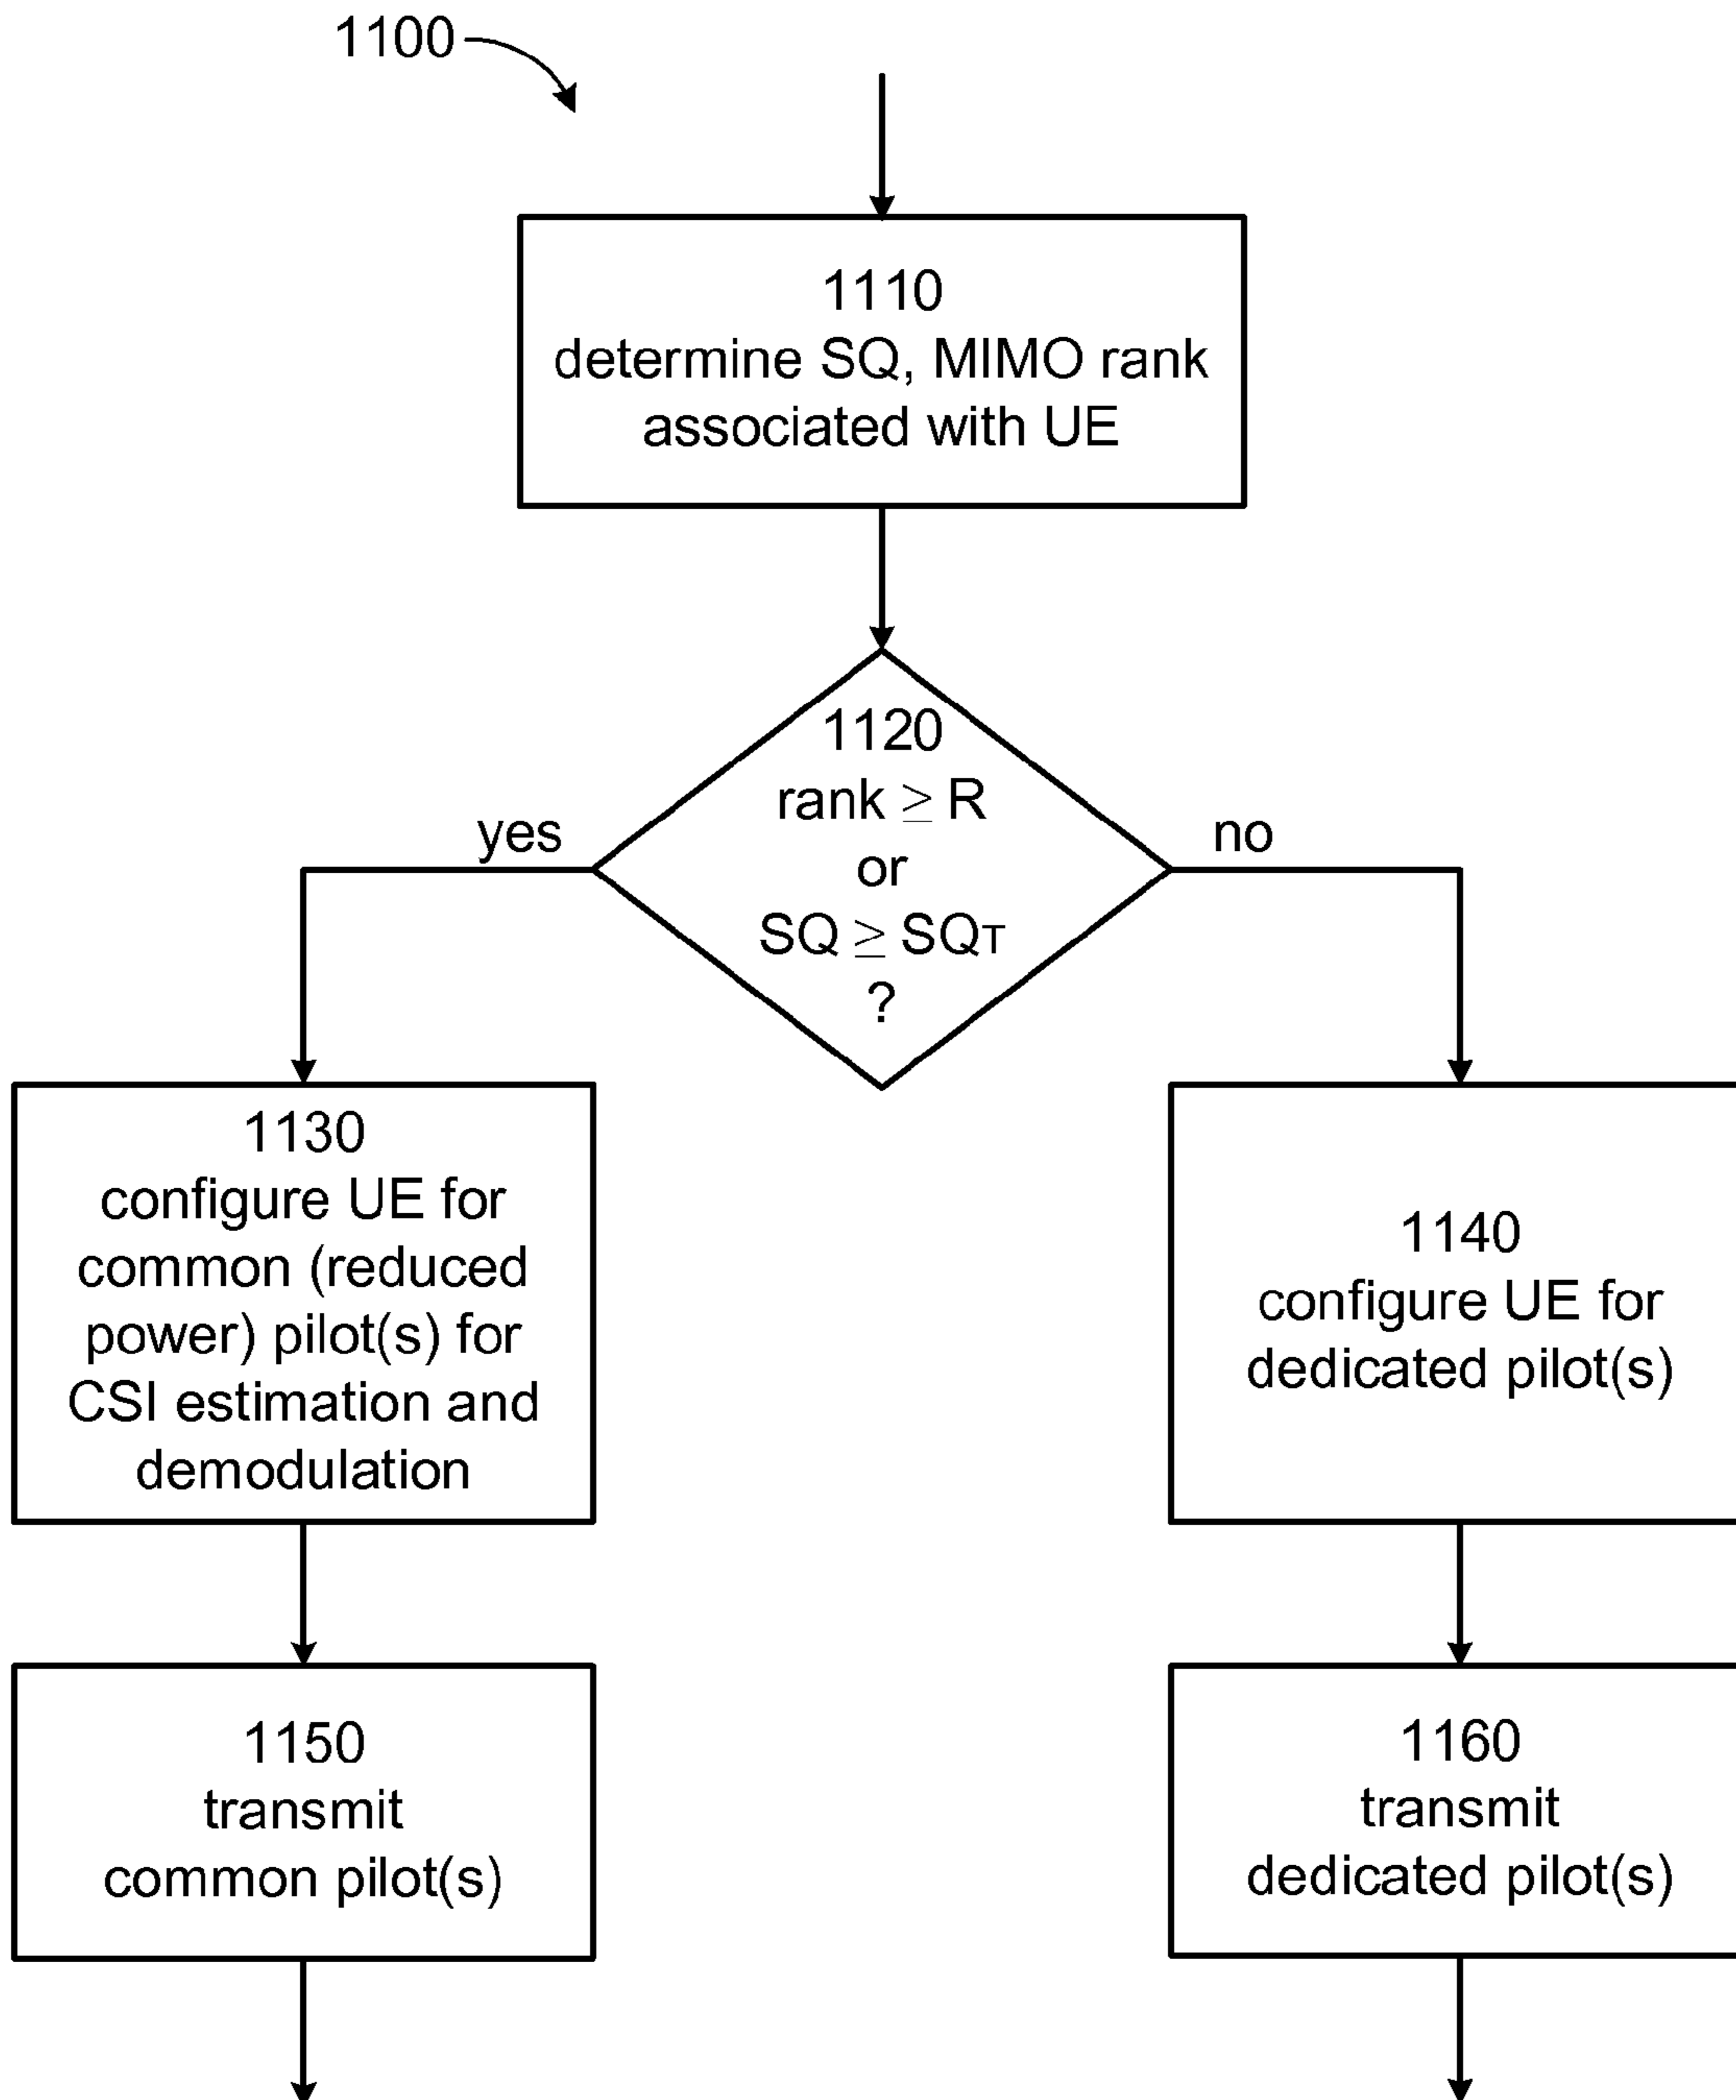 1100
1110
determine SQ, MIMO rank
associated with UE
1120
rank ≥ R
or
SQ ≥ SQT
?
yes
no
1130
configure UE for
common (reduced
power) pilot(s) for
CSI estimation and
demodulation
1140
configure UE for
dedicated pilot(s)
1150
transmit
common pilot(s)
1160
transmit
dedicated pilot(s)